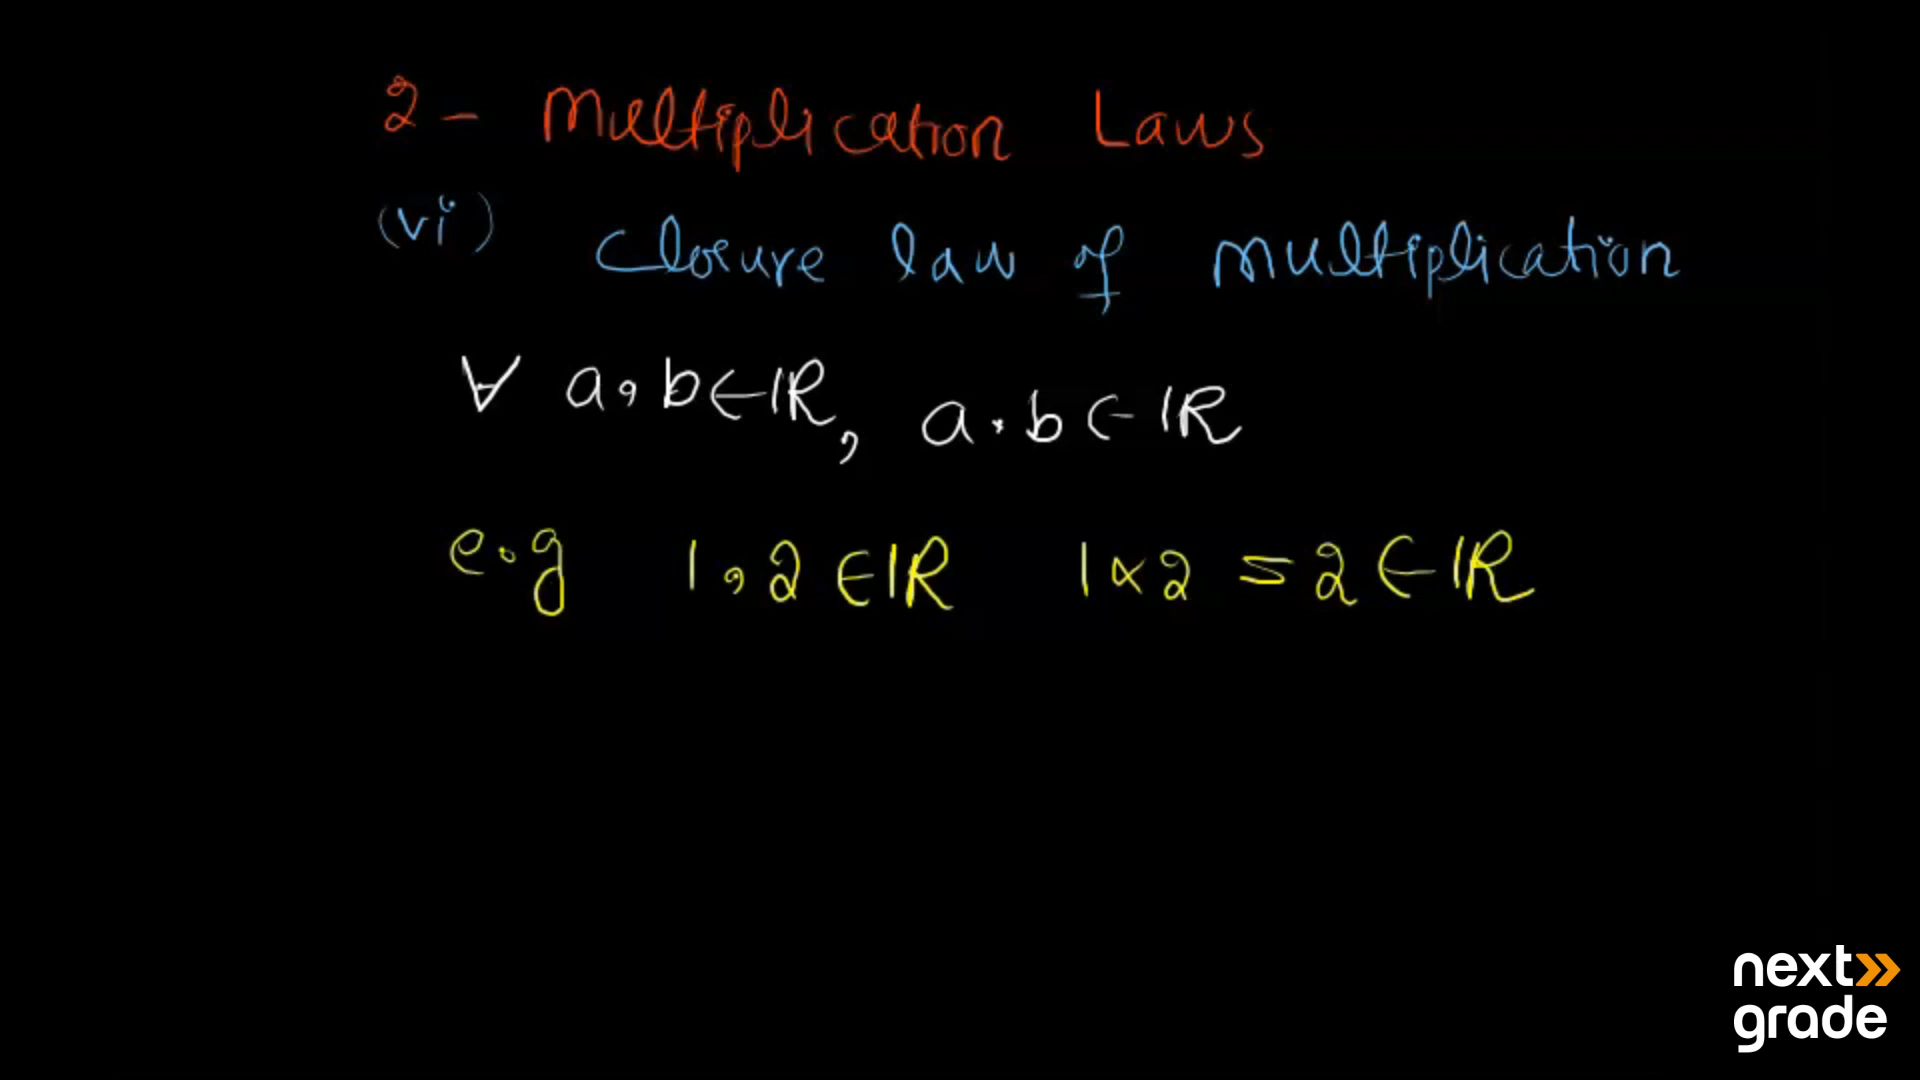 2 - Multiplication Laws
(vi) Closure law of multiplication
∀ a, b ∈ ℝ, a . b ∈ ℝ
e.g 1, 2 ∈ ℝ 1 × 2 = 2 ∈ ℝ
next
grade